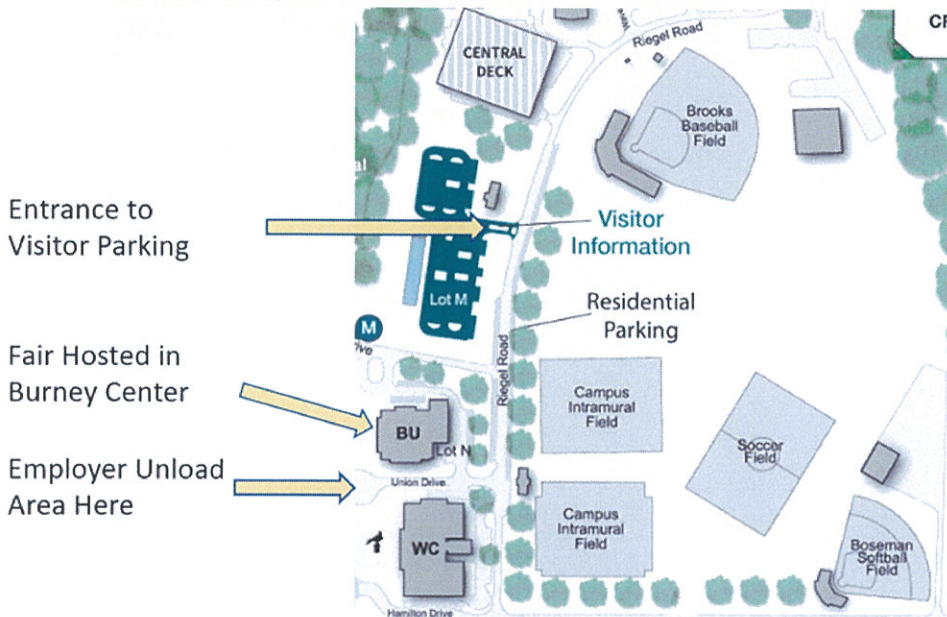 Riegel Road
CENTRAL
DECK
Brooks
Baseball
Field
Entrance to
Visitor Parking
Visitor
Information
Lot M
Residential
Parking
M
Riegel Road
Fair Hosted in
Burney Center
Campus
Intramural
Field
BU
Lot N
Soccer
Field
Employer Unload
Area Here
Union Drive
Campus
Intramural
Field
WC
Boseman
Softball
Field
Hamilton Drive